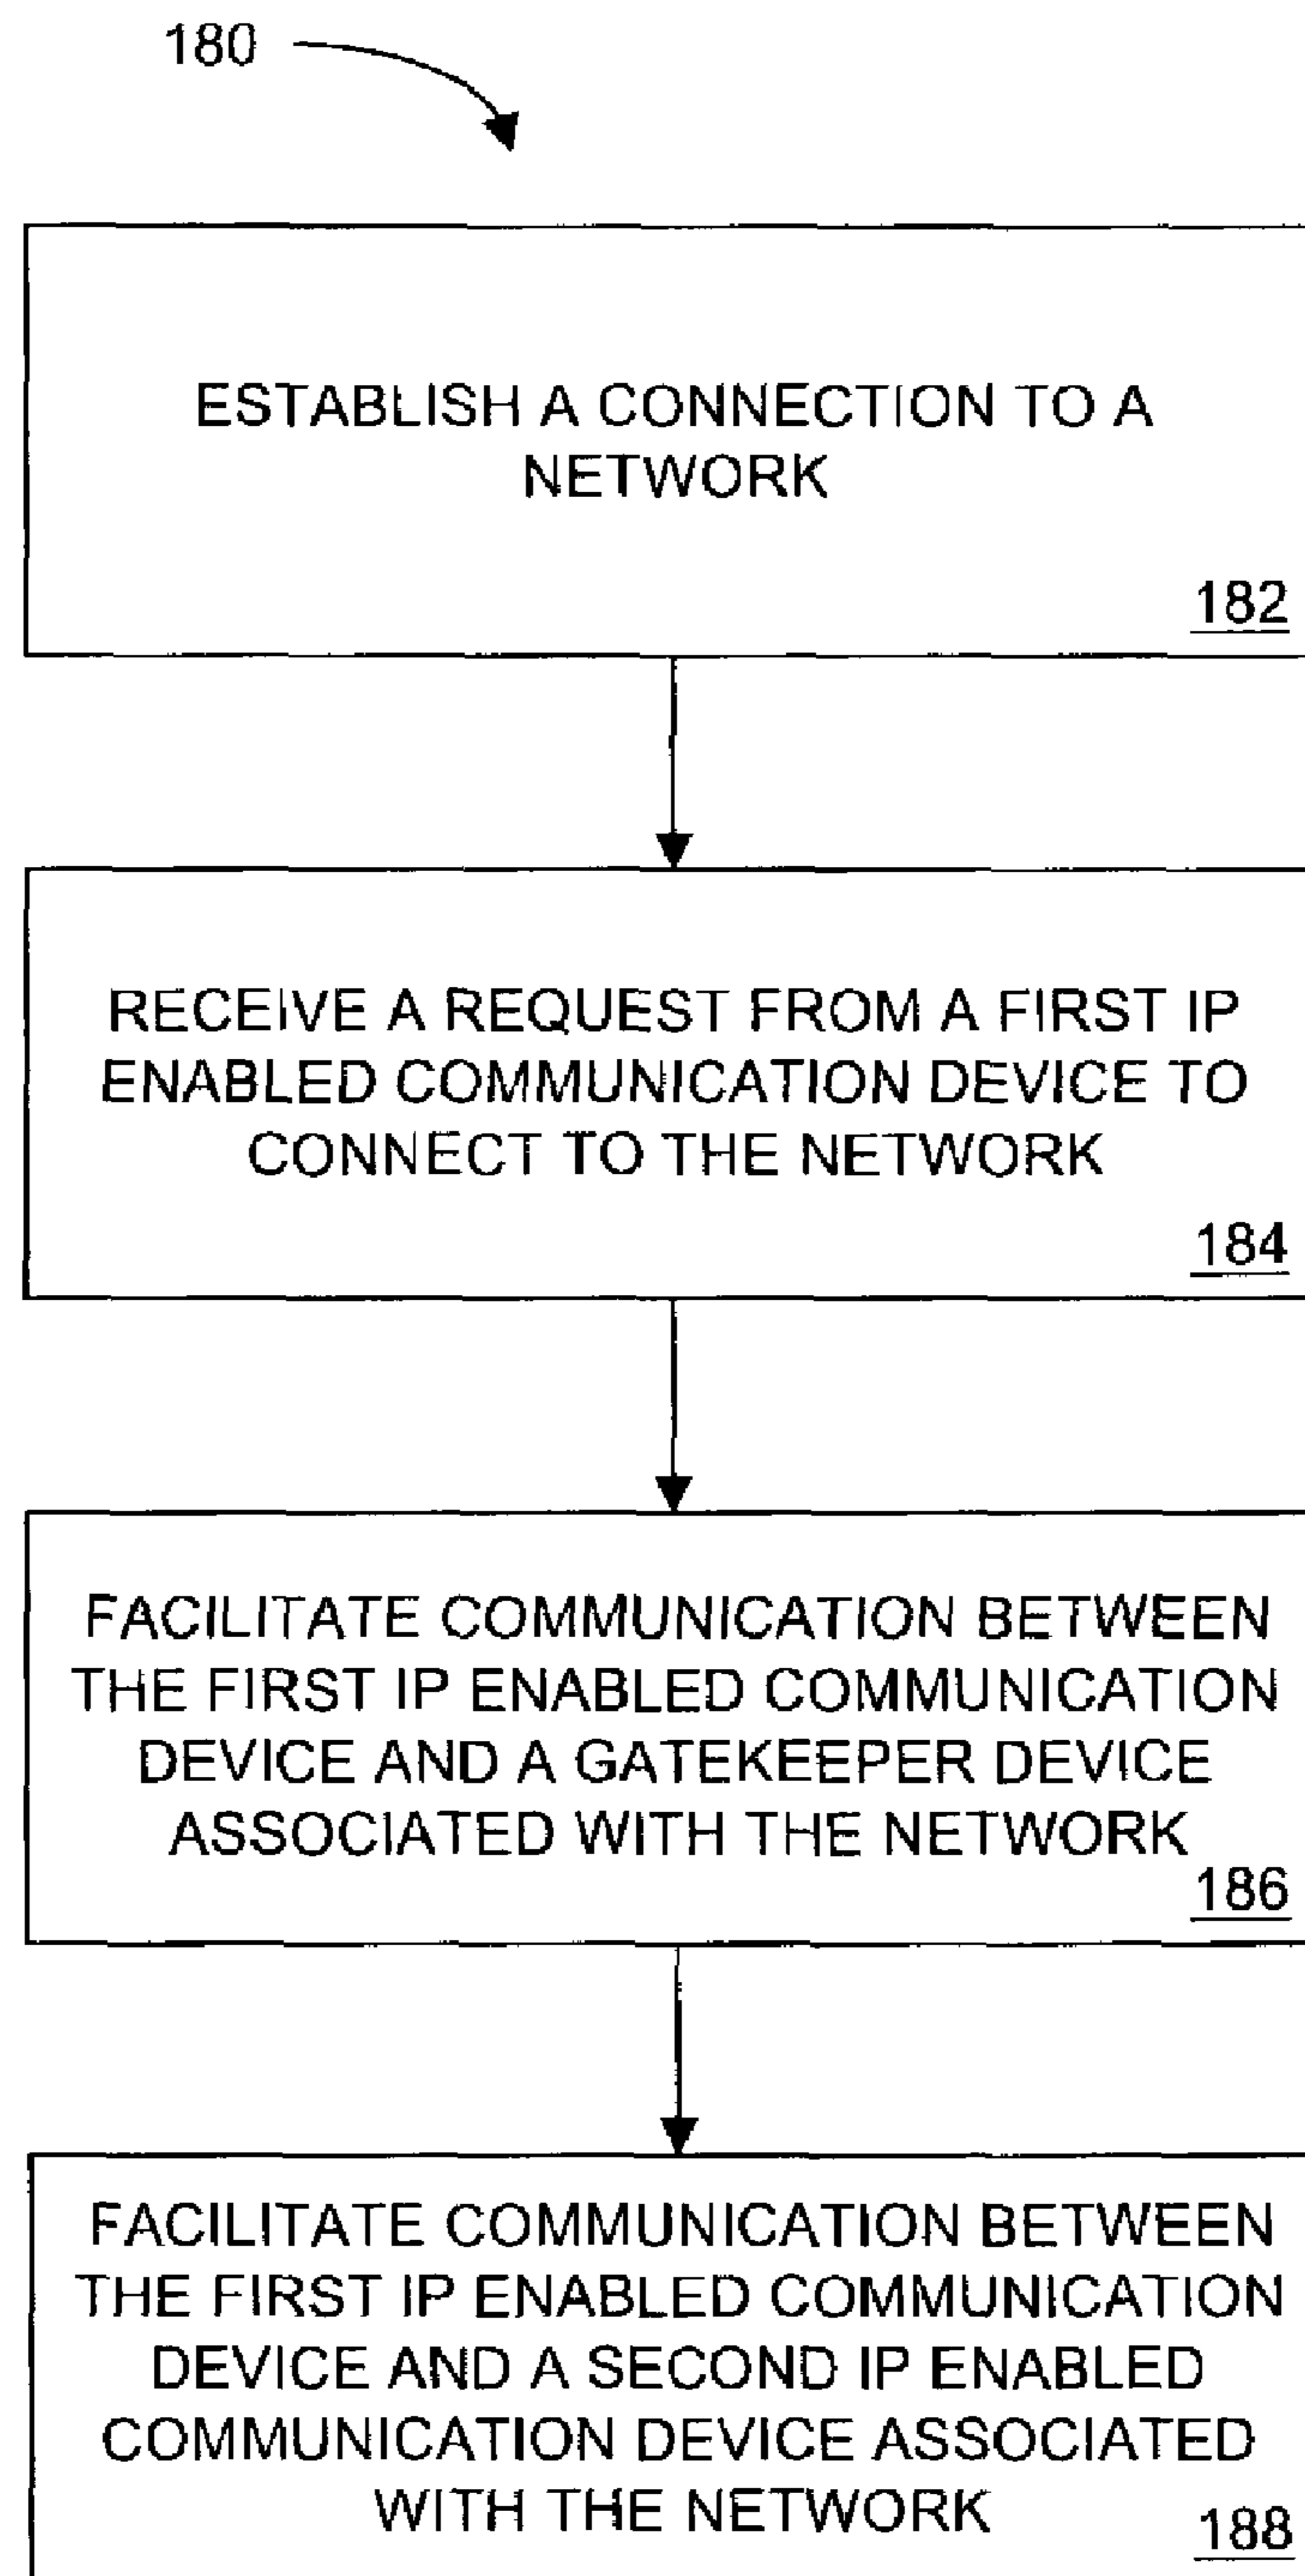 180
ESTABLISH A CONNECTION TO A
NETWORK
182
RECEIVE A REQUEST FROM A FIRST IP
ENABLED COMMUNICATION DEVICE TO
CONNECT TO THE NETWORK
184
FACILITATE COMMUNICATION BETWEEN
THE FIRST IP ENABLED COMMUNICATION
DEVICE AND A GATEKEEPER DEVICE
ASSOCIATED WITH THE NETWORK
186
FACILITATE COMMUNICATION BETWEEN
THE FIRST IP ENABLED COMMUNICATION
DEVICE AND A SECOND IP ENABLED
COMMUNICATION DEVICE ASSOCIATED
WITH THE NETWORK
188